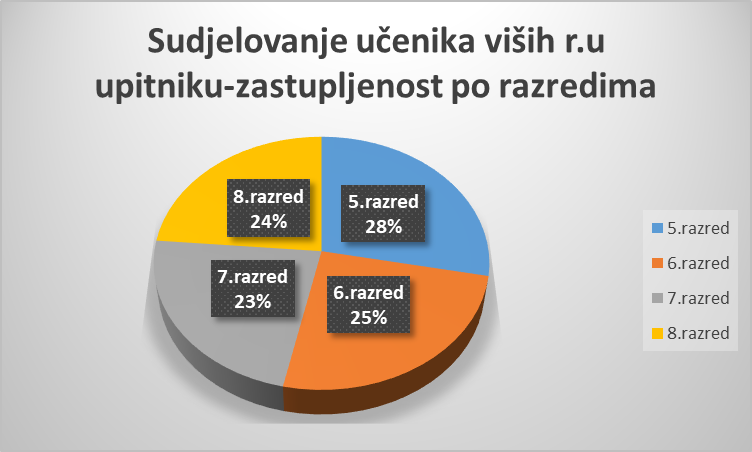 Sudjelovanje učenika viših r.u
upitniku-zastupljenost po razredima
8.razred
24%
5.razred
28%
7.razred
23%
6.razred
25%
5.razred
6.razred
7.razred
8.razred